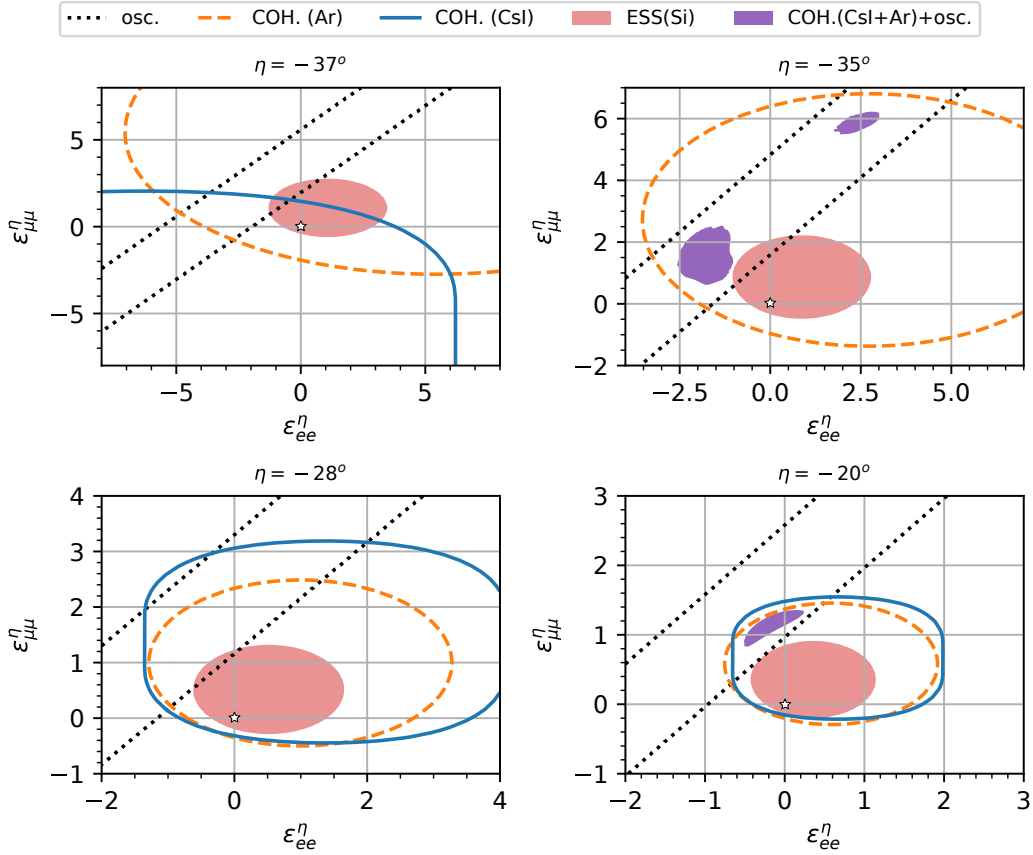 osc. COH. (Ar) COH. (CsI) ESS(Si) COH.(CsI+Ar)+osc.
η = −37° η = −35°
5
0
−5
ε^η_μμ
−5 0 5
ε^η_ee
6
4
2
0
−2
ε^η_μμ
−2.5 0.0 2.5 5.0
ε^η_ee
η = −28° η = −20°
4
3
2
1
0
−1
ε^η_μμ
−2 0 2 4
ε^η_ee
3
2
1
0
−1
ε^η_μμ
−2 −1 0 1 2 3
ε^η_ee